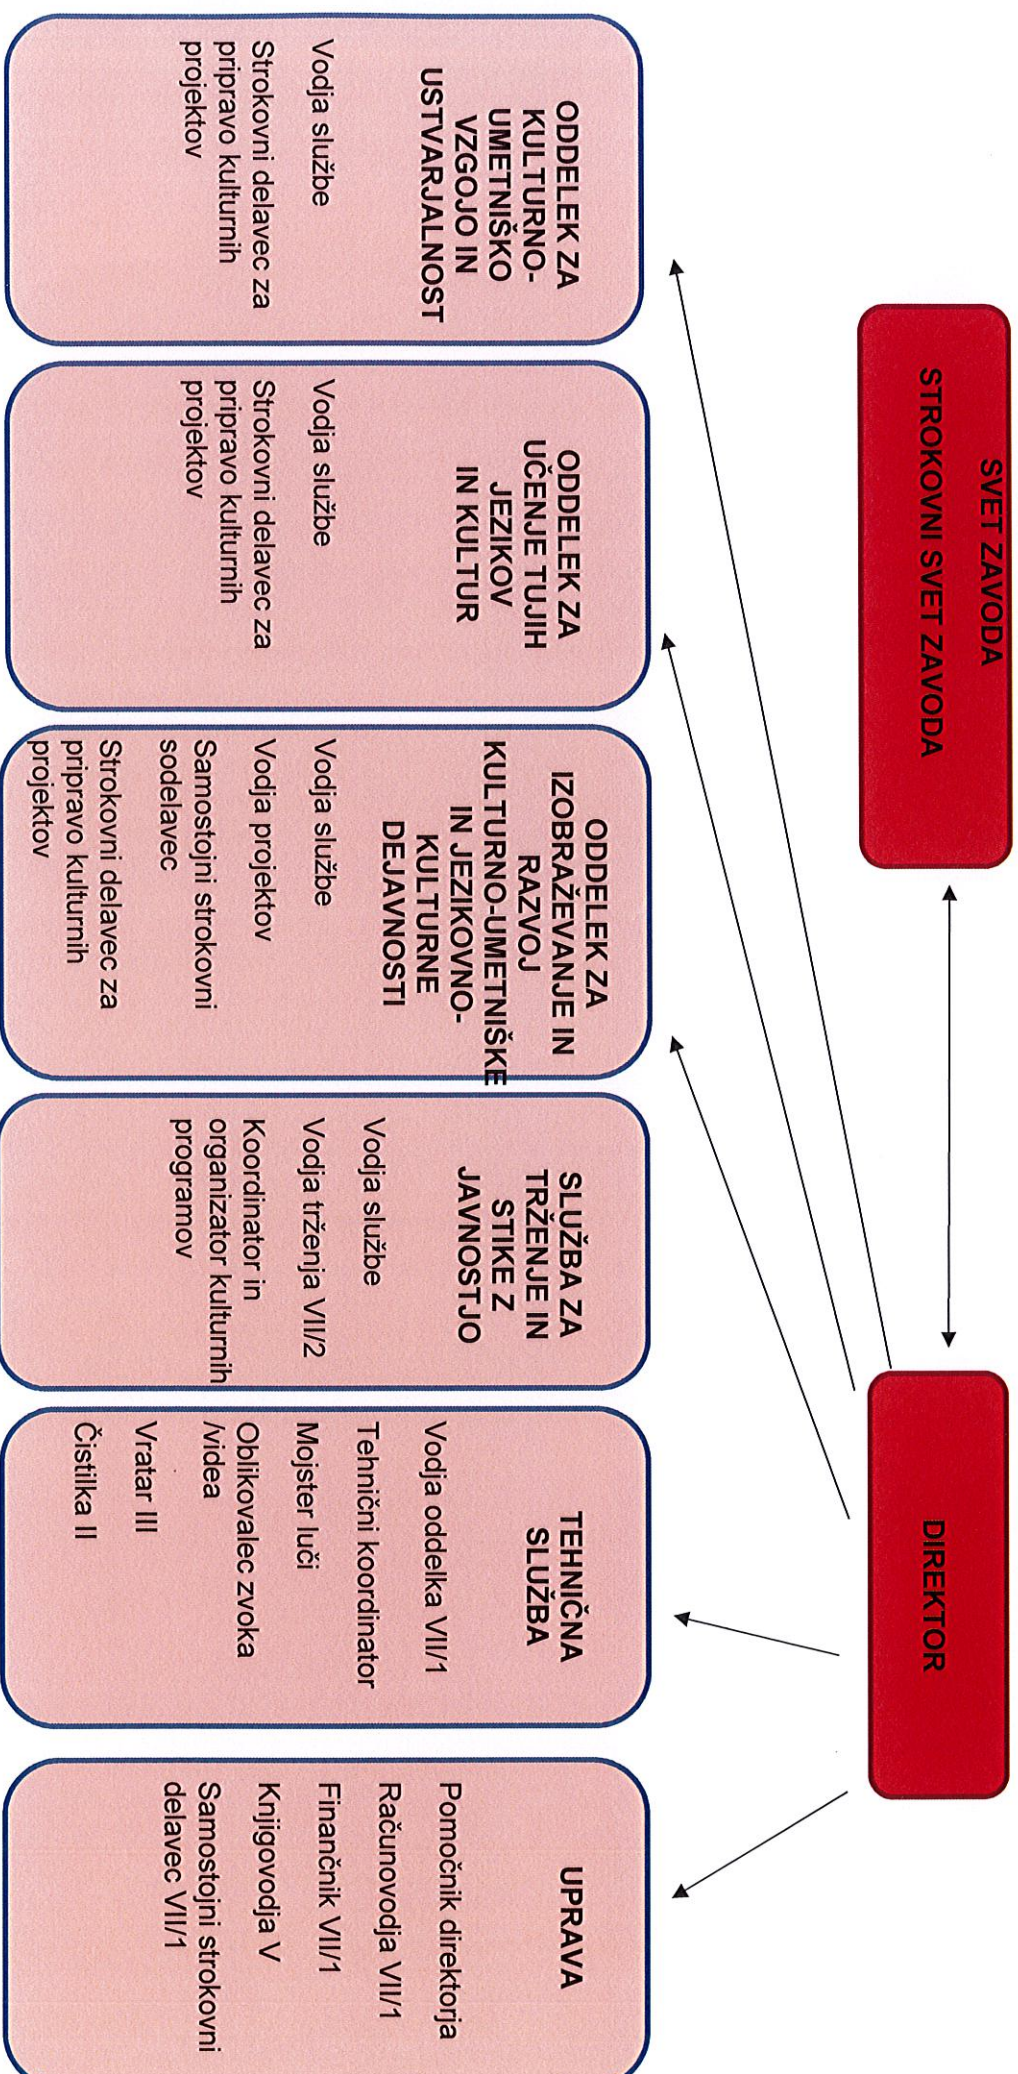 SVET ZAVODA
STROKOVNI SVET ZAVODA
DIREKTOR
ODDELEK ZA
KULTURNO-
UMETNIŠKO
VZGOJO IN
USTVARJALNOST
Vodja službe
Strokovni delavec za
pripravo kulturnih
projektov
ODDELEK ZA
UČENJE TUJIH
JEZIKOV
IN KULTUR
Vodja službe
Strokovni delavec za
pripravo kulturnih
projektov
ODDELEK ZA
IZOBRAŽEVANJE IN
RAZVOJ
KULTURNO-UMETNIŠKE
IN JEZIKOVNO-
KULTURNE
DEJAVNOSTI
Vodja službe
Vodja projektov
Samostojni strokovni
sodelavec
Strokovni delavec za
pripravo kulturnih
projektov
SLUŽBA ZA
TRŽENJE IN
STIKE Z
JAVNOSTJO
Vodja službe
Vodja trženja VII/2
Koordinator in
organizator kulturnih
programov
TEHNIČNA
SLUŽBA
Vodja oddelka VII/1
Tehnični koordinator
Mojster luči
Oblikovalec zvoka
/videa
Vratar III
Čistilka II
UPRAVA
Pomočnik direktorja
Računovodja VII/1
Finančnik VII/1
Knjigovodja V
Samostojni strokovni
delavec VII/1